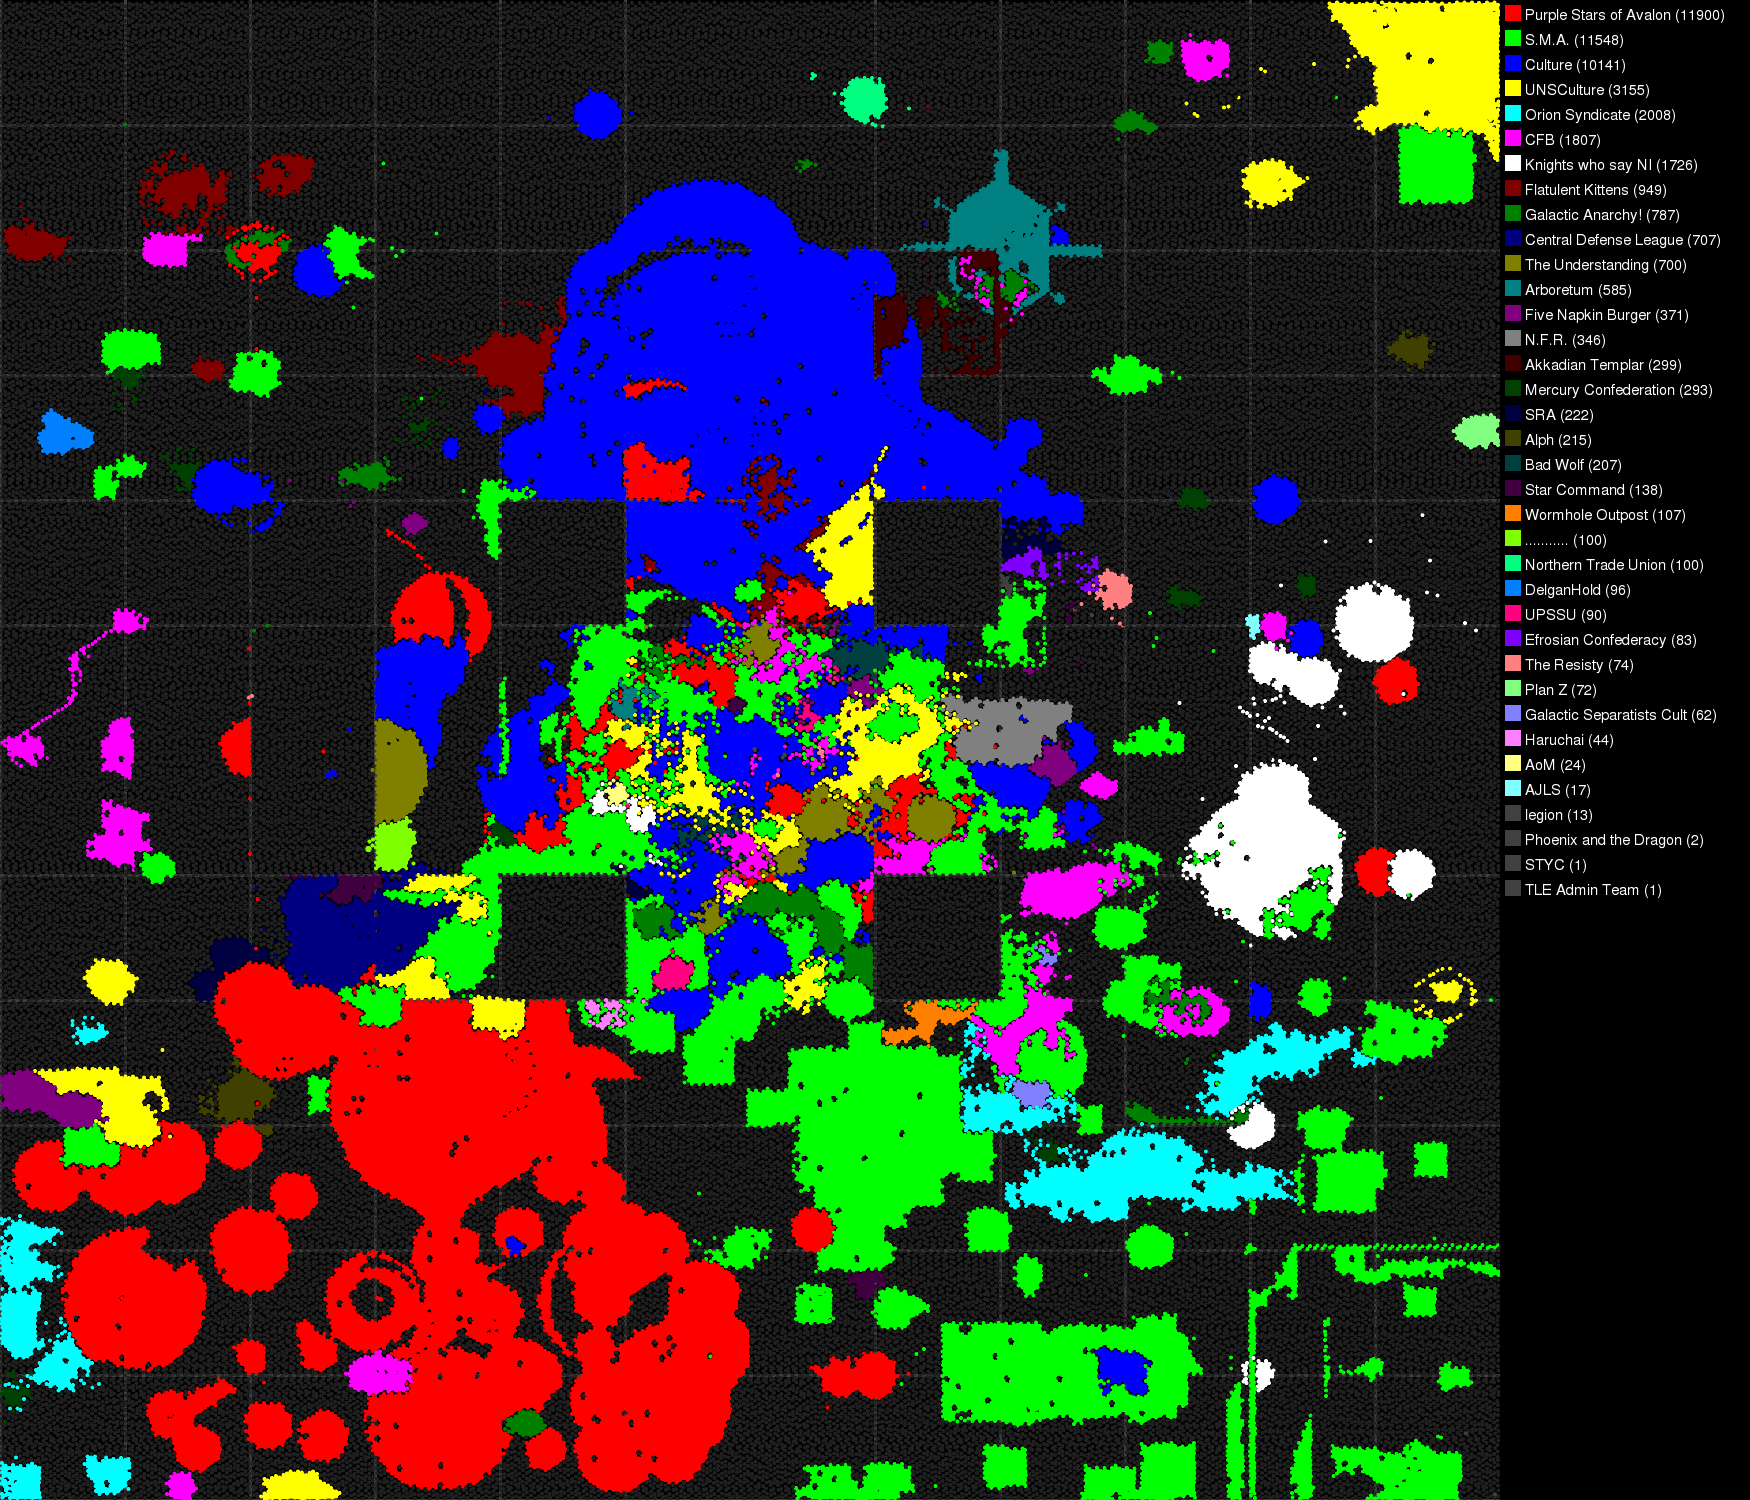 Purple Stars of Avalon (11900)
S.M.A. (11548)
Culture (10141)
UNSCulture (3155)
Orion Syndicate (2008)
CFB (1807)
Knights who say NI (1726)
Flatulent Kittens (949)
Galactic Anarchy! (787)
Central Defense League (707)
The Understanding (700)
Arboretum (585)
Five Napkin Burger (371)
N.F.R. (346)
Akkadian Templar (299)
Mercury Confederation (293)
SRA (222)
Alph (215)
Bad Wolf (207)
Star Command (138)
Wormhole Outpost (107)
........... (100)
Northern Trade Union (100)
DelganHold (96)
UPSSU (90)
Efrosian Confederacy (83)
The Resisty (74)
Plan Z (72)
Galactic Separatists Cult (62)
Haruchai (44)
AoM (24)
AJLS (17)
legion (13)
Phoenix and the Dragon (2)
STYC (1)
TLE Admin Team (1)